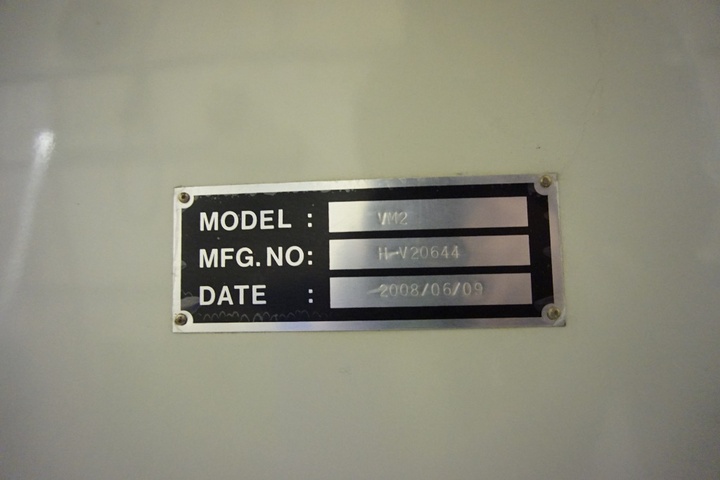 MODEL : VM2
MFG.NO: H-V20644
DATE : 2008/06/09